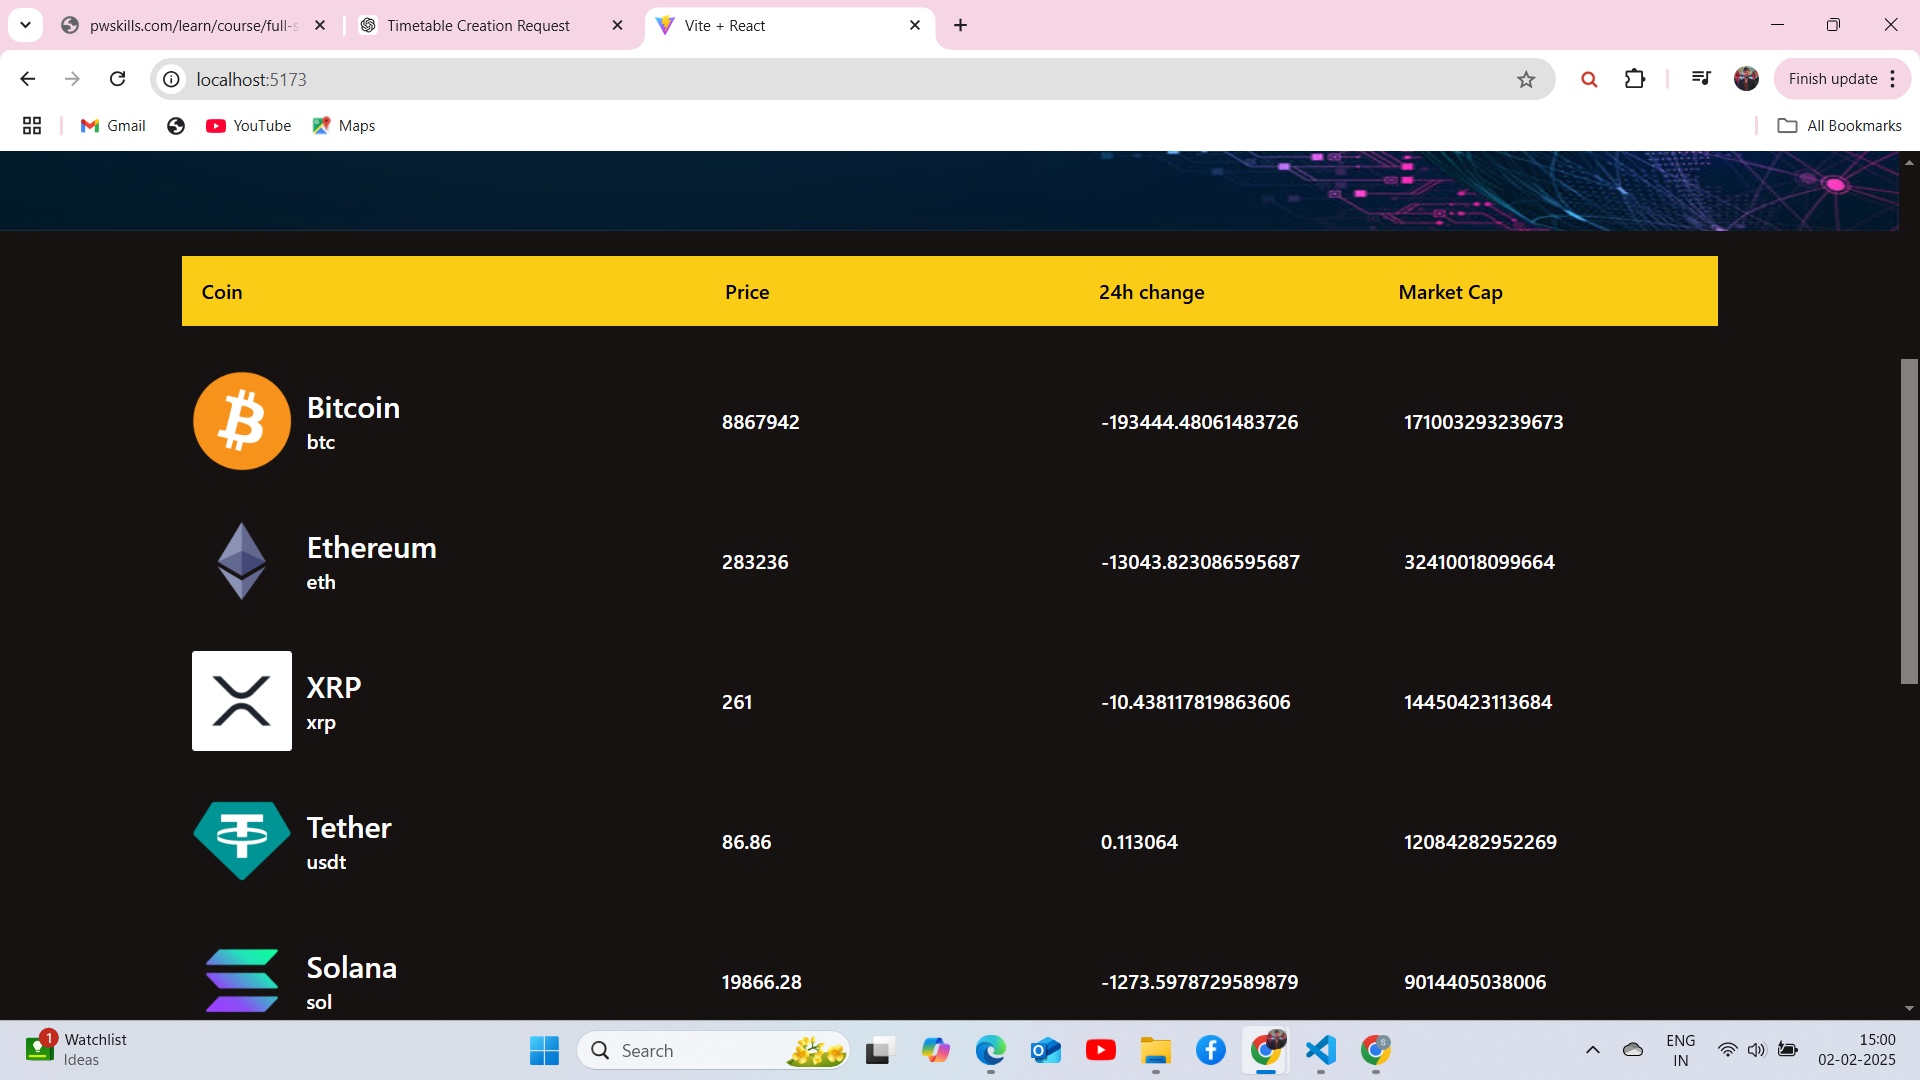 pwskills.com/learn/course/full-s
Timetable Creation Request
Vite + React
localhost:5173
Finish update
Gmail
YouTube
Maps
All Bookmarks
Coin Price 24h change Market Cap
Bitcoin
btc
8867942 -193444.48061483726 171003293239673
Ethereum
eth
283236 -13043.823086595687 32410018099664
XRP
xrp
261 -10.438117819863606 14450423113684
Tether
usdt
86.86 0.113064 12084282952269
Solana
sol
19866.28 -1273.5978729589879 9014405038006
1
Watchlist
Ideas
Search
S
ENG
IN
15:00
02-02-2025